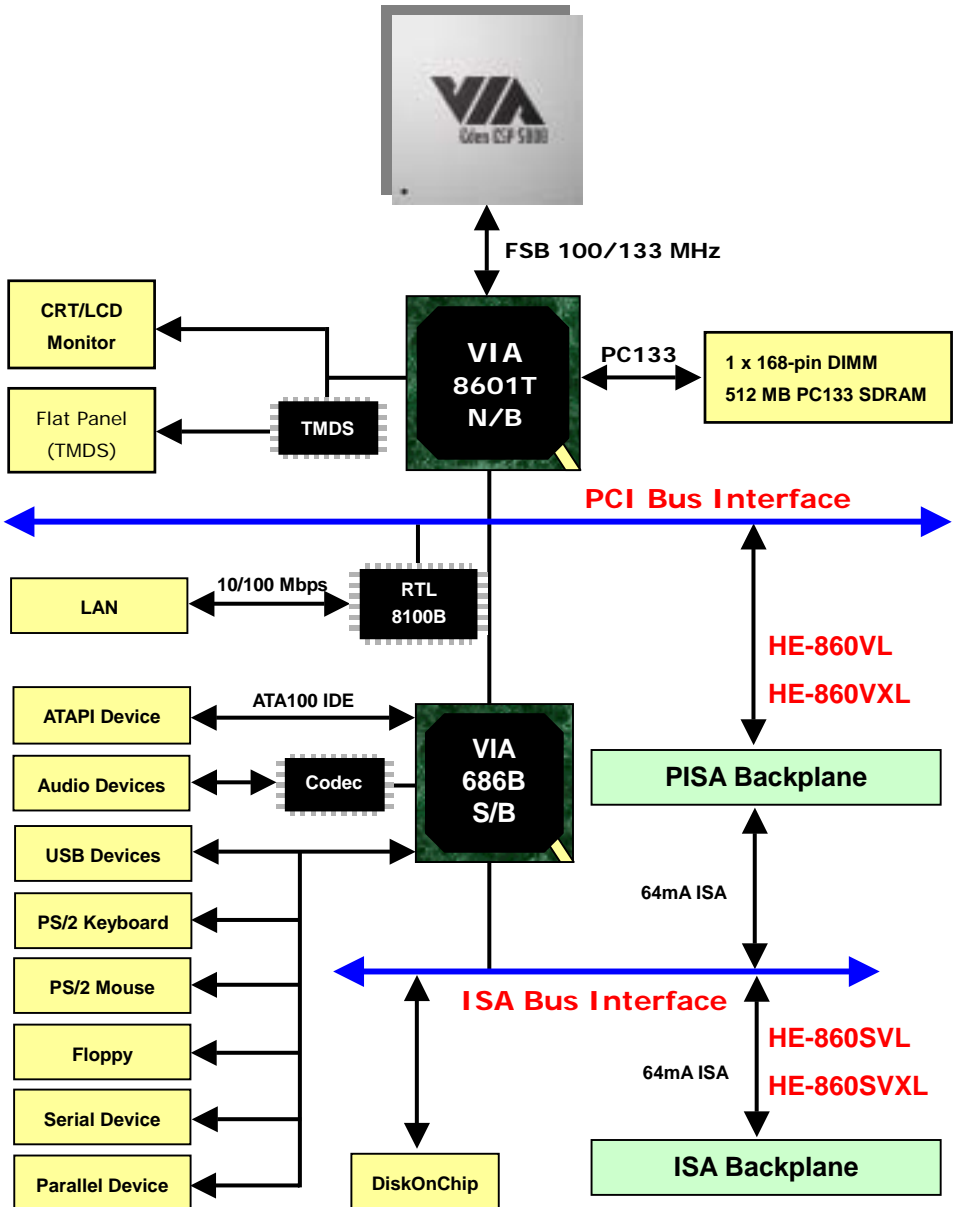 VIA
Eden ESP 5000
FSB 100/133 MHz
CRT/LCD
Monitor
VIA
8601T
N/B
PC133
1 x 168-pin DIMM
512 MB PC133 SDRAM
Flat Panel
(TMDS)
TMDS
PCI Bus Interface
LAN
10/100 Mbps
RTL
8100B
HE-860VL
HE-860VXL
ATAPI Device
ATA100 IDE
VIA
686B
S/B
Audio Devices
Codec
PISA Backplane
USB Devices
PS/2 Keyboard
64mA ISA
PS/2 Mouse
ISA Bus Interface
Floppy
HE-860SVL
HE-860SVXL
64mA ISA
Serial Device
Parallel Device
DiskOnChip
ISA Backplane